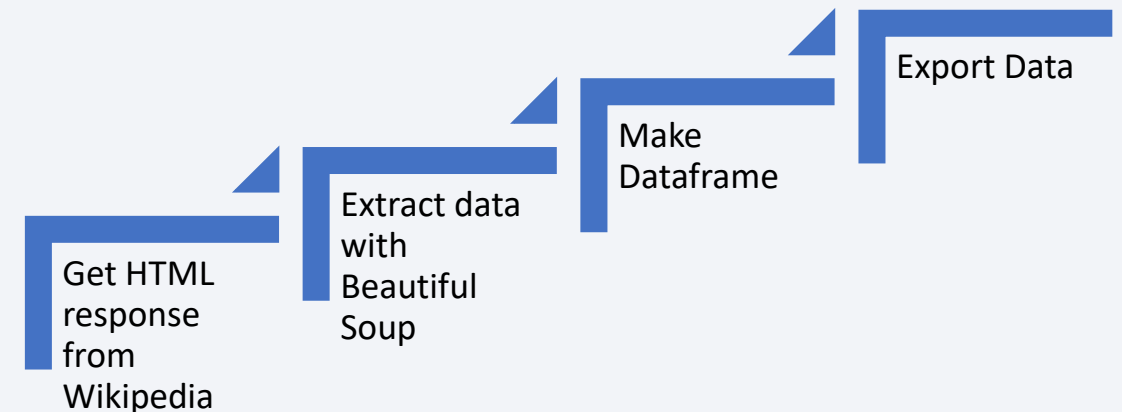 Get HTML
response
from
Wikipedia
Extract data
with
Beautiful
Soup
Make
Dataframe
Export Data